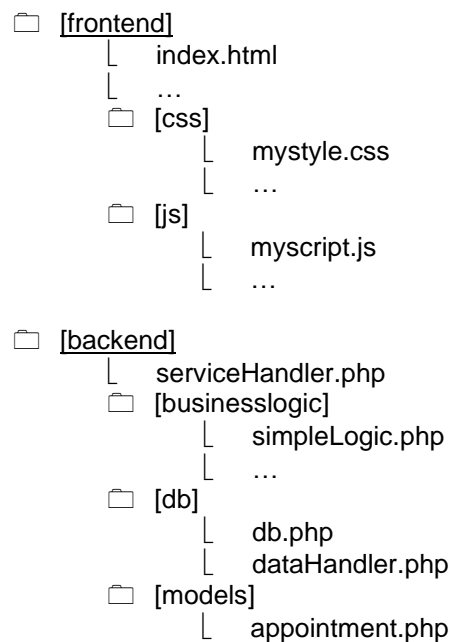 [frontend]
index.html
…
[css]
mystyle.css
…
[js]
myscript.js
…
[backend]
serviceHandler.php
[businesslogic]
simpleLogic.php
…
[db]
db.php
dataHandler.php
[models]
appointment.php